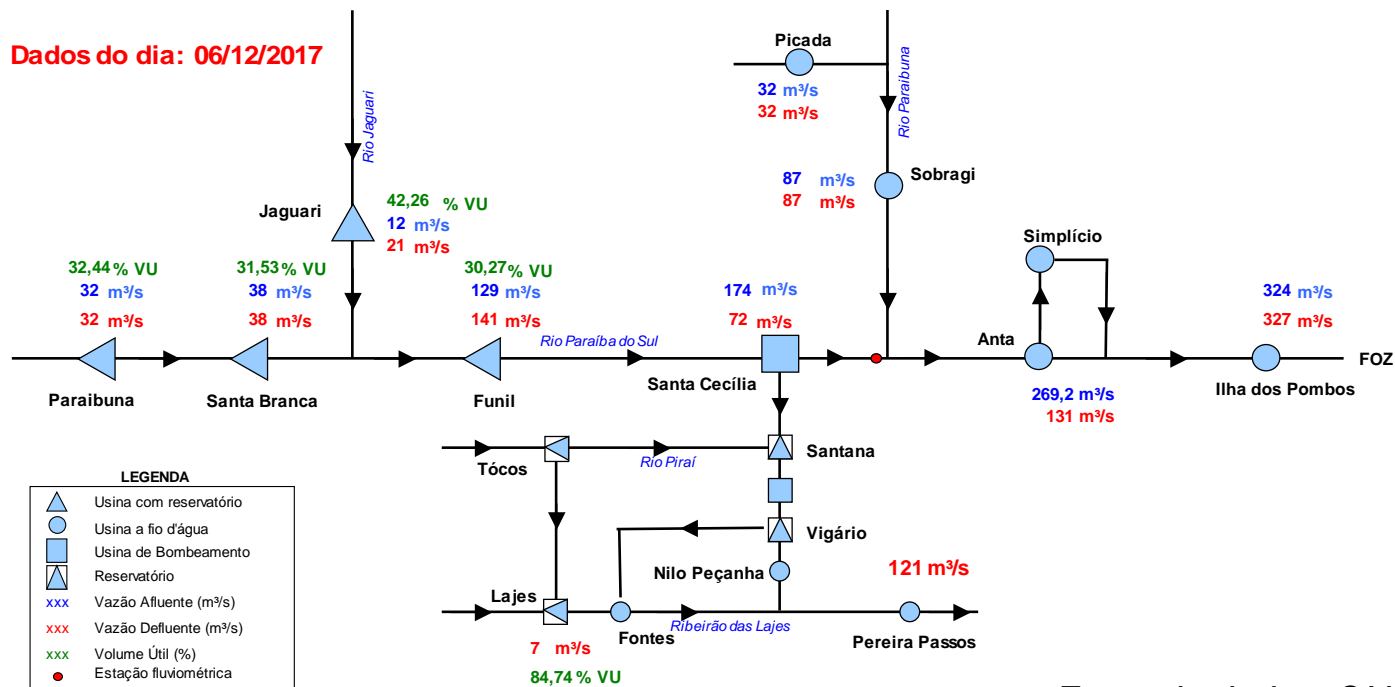 Dados do dia: 06/12/2017
Picada
32 m³/s
32 m³/s
Rio Paraibuna
Rio Jaguari
Sobragi
87 m³/s
87 m³/s
Jaguari
42,26 % VU
12 m³/s
21 m³/s
Simplício
32,44 % VU
32 m³/s
32 m³/s
31,53 % VU
38 m³/s
38 m³/s
30,27 % VU
129 m³/s
141 m³/s
174 m³/s
72 m³/s
324 m³/s
327 m³/s
Rio Paraíba do Sul
Anta
FOZ
Paraibuna
Santa Branca
Funil
Santa Cecília
Ilha dos Pombos
269,2 m³/s
131 m³/s
Tócos
Rio Piraí
Santana
Vigário
Nilo Peçanha
121 m³/s
Lajes
Fontes
Ribeirão das Lajes
Pereira Passos
7 m³/s
84,74 % VU
LEGENDA
Usina com reservatório
Usina a fio d'água
Usina de Bombeamento
Reservatório
xxx Vazão Afluente (m³/s)
xxx Vazão Defluente (m³/s)
xxx Volume Útil (%)
Estação fluviométrica